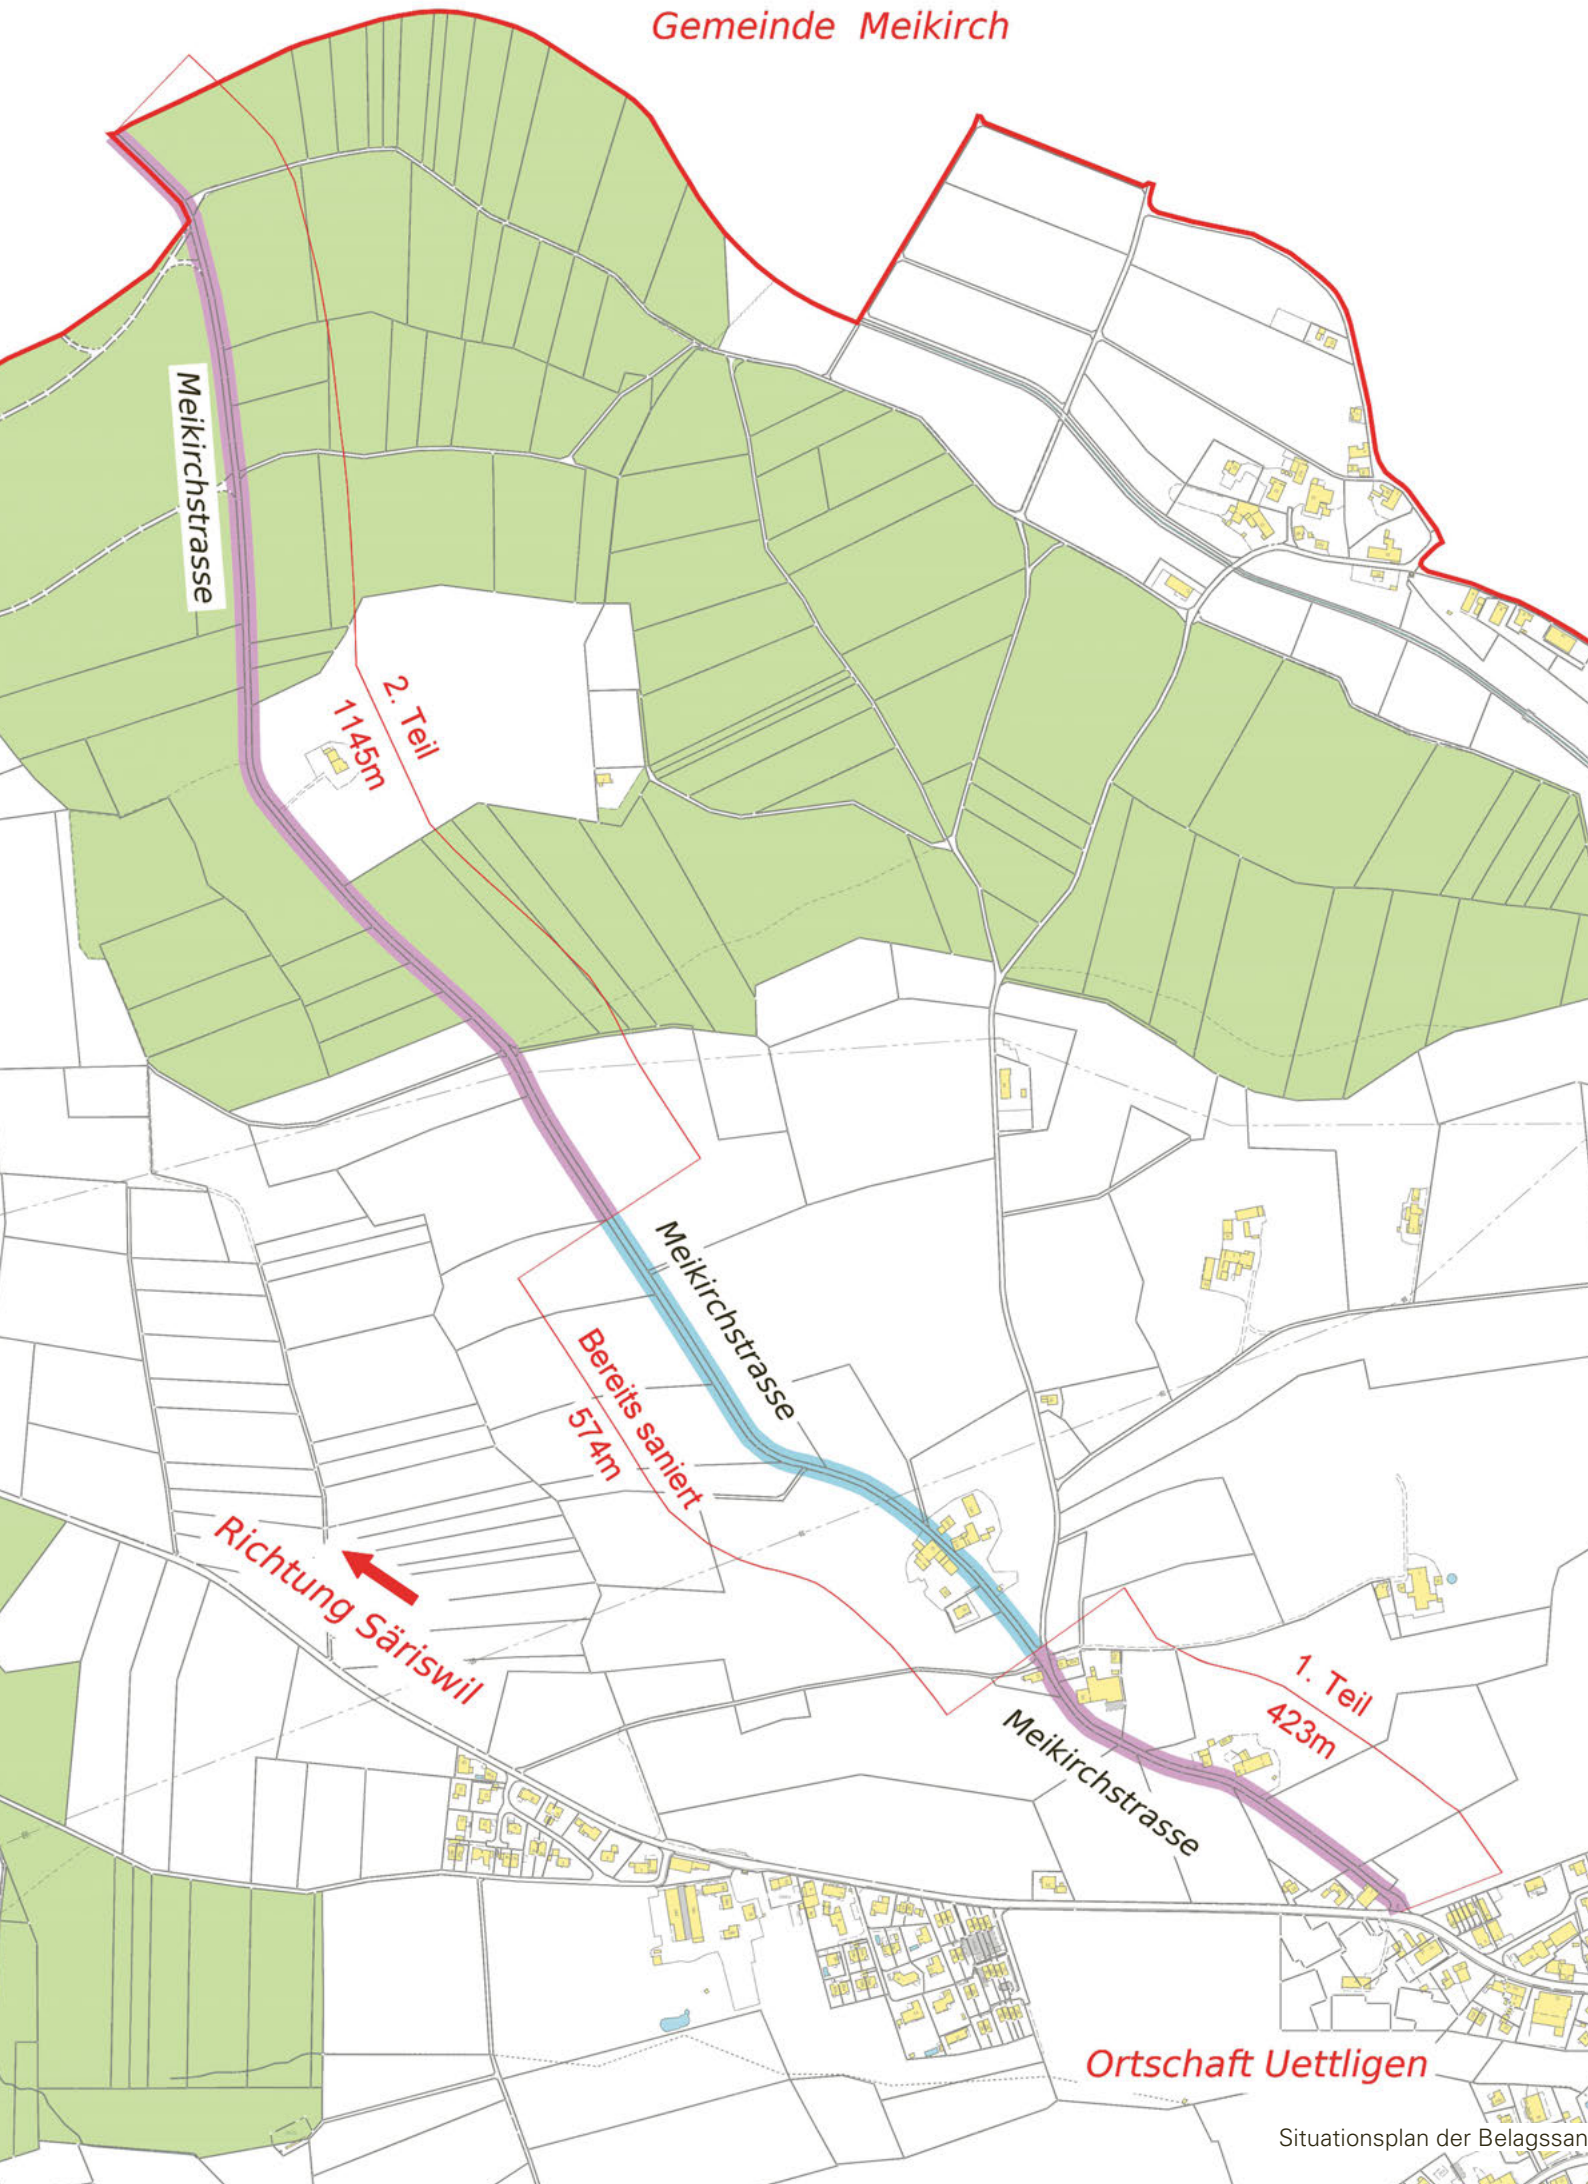 Gemeinde Meikirch
Meikirchstrasse
2. Teil
1145m
Meikirchstrasse
Bereits saniert
574m
Richtung Säriswil
1. Teil
423m
Meikirchstrasse
Ortschaft Uettligen
Situationsplan der Belagssan